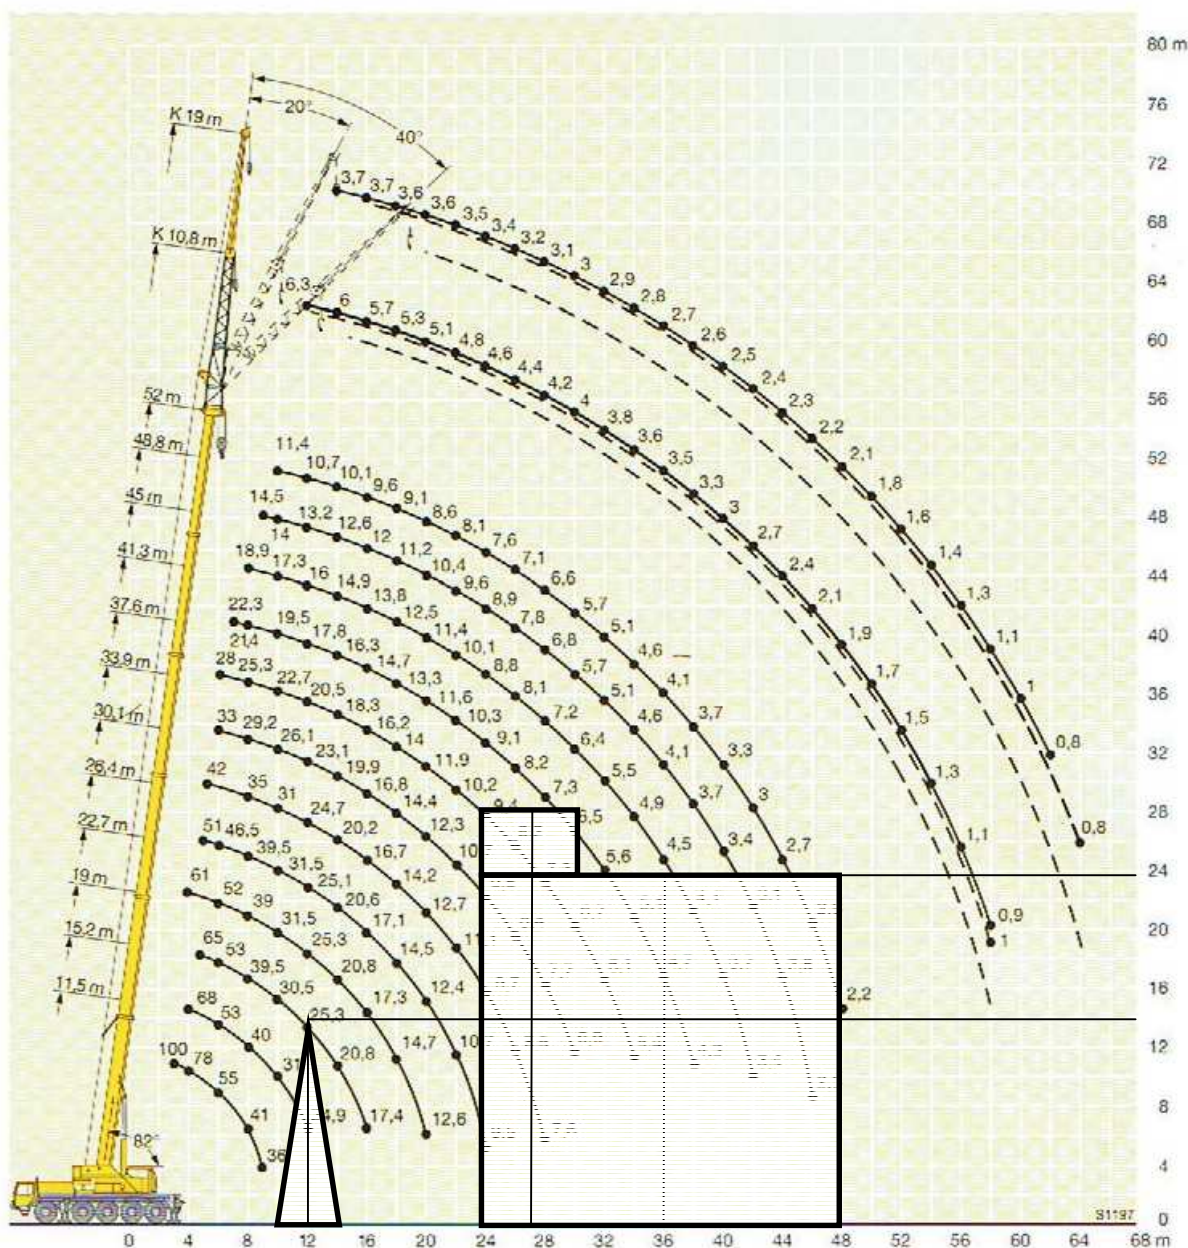 80 m
76
72
68
64
60
56
52
48
44
40
36
32
28
24
20
16
12
8
4
0
K 19 m
20°
40°
K 10,8 m
52 m
48,8 m
45 m
41,3 m
37,6 m
33,9 m
30,1 m
26,4 m
22,7 m
19 m
15,2 m
11,5 m
82°
3,7 3,7 3,6 3,6 3,5 3,4 3,2 3,1 3 2,9 2,8 2,7 2,6 2,5 2,4 2,3 2,2 2,1 1,8 1,6 1,4 1,3 1,1 1 0,8 0,8
6,3 6 5,7 5,3 5,1 4,8 4,6 4,4 4,2 4 3,8 3,6 3,5 3,3 3 2,7 2,4 2,1 1,9 1,7 1,5 1,3 1,1 0,9 1
11,4 10,7 10,1 9,6 9,1 8,6 8,1 7,6 7,1 6,6 5,7 5,1 4,6 4,1 3,7 3,3 3 2,7 2,2
14,5 14 13,2 12,6 12 11,2 10,4 9,6 8,9 7,8 6,8 5,7 5,1 4,6 4,1 3,7 3,4
18,9 17,3 16 14,9 13,8 12,5 11,4 10,1 8,8 8,1 7,2 6,4 5,5 4,9 4,5
22,3 21,4 19,5 17,8 16,3 14,7 13,3 11,6 10,3 9,1 8,2 7,3 6,5 5,6
28 25,3 22,7 20,5 18,3 16,2 14 11,9 10,2 9,4
33 29,2 26,1 23,1 19,9 16,8 14,4 12,3
42 35 31 24,7 20,2 16,7 14,2 12,7
51 46,5 39,5 31,5 25,1 20,6 17,1 14,5 12,4
61 52 39 31,5 25,3 20,8 17,3 14,7 12,6
65 53 39,5 30,5 25,3 20,8 17,4
68 53 40
100 78 55 41
S1197
0 4 8 12 16 20 24 28 32 36 40 44 48 52 56 60 64 68 m